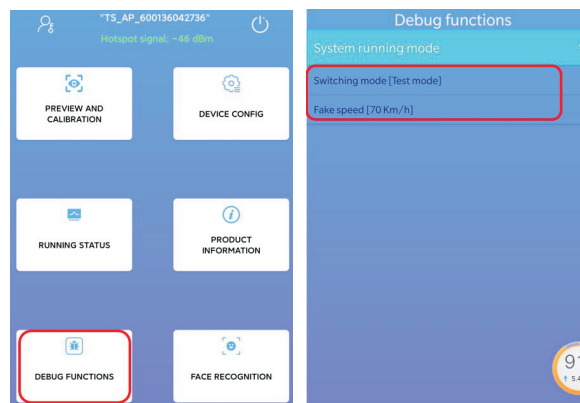 "TS_AP_600136042736"
Hotspot signal: -46 dBm
PREVIEW AND
CALIBRATION
DEVICE CONFIG
RUNNING STATUS
PRODUCT
INFORMATION
DEBUG FUNCTIONS
FACE RECOGNITION
Debug functions
System running mode
Switching mode [Test mode]
Fake speed [70 Km/h]